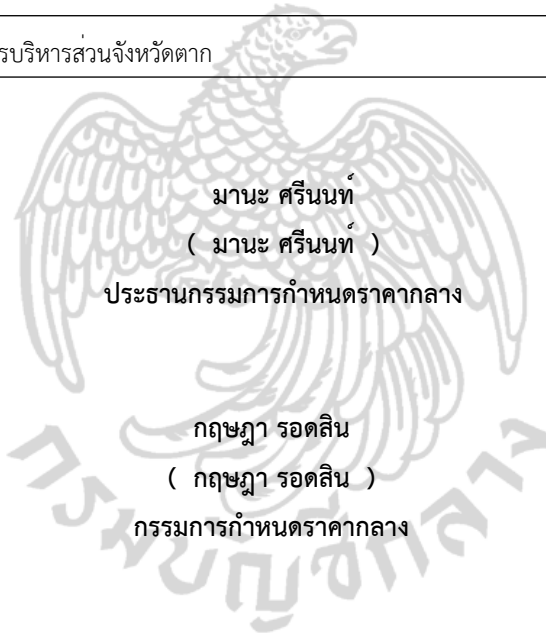 รบริหารส่วนจังหวัดตาก
มานะ ศรีนนท์
( มานะ ศรีนนท์ )
ประธานกรรมการกำหนดราคากลาง
กฤษฎา รอดสิน
( กฤษฎา รอดสิน )
กรรมการกำหนดราคากลาง
กรมบัญชีกลาง